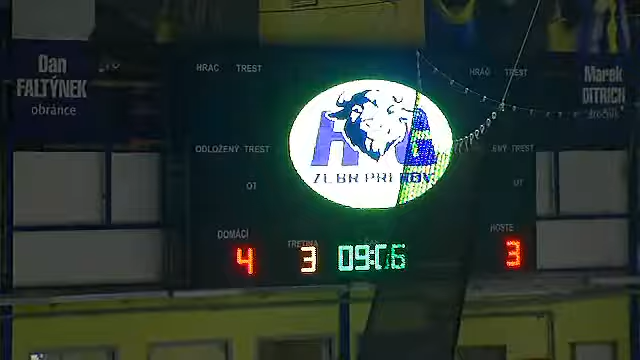 Dan
FALTÝNEK
obránce
HRÁČ TREST
HRÁČ TREST
Marek
DITRICH
ODLOŽENÝ TREST
TREST
OT
OT
DOMÁCÍ
TŘETINA
HOSTÉ
4
3
09:06
3